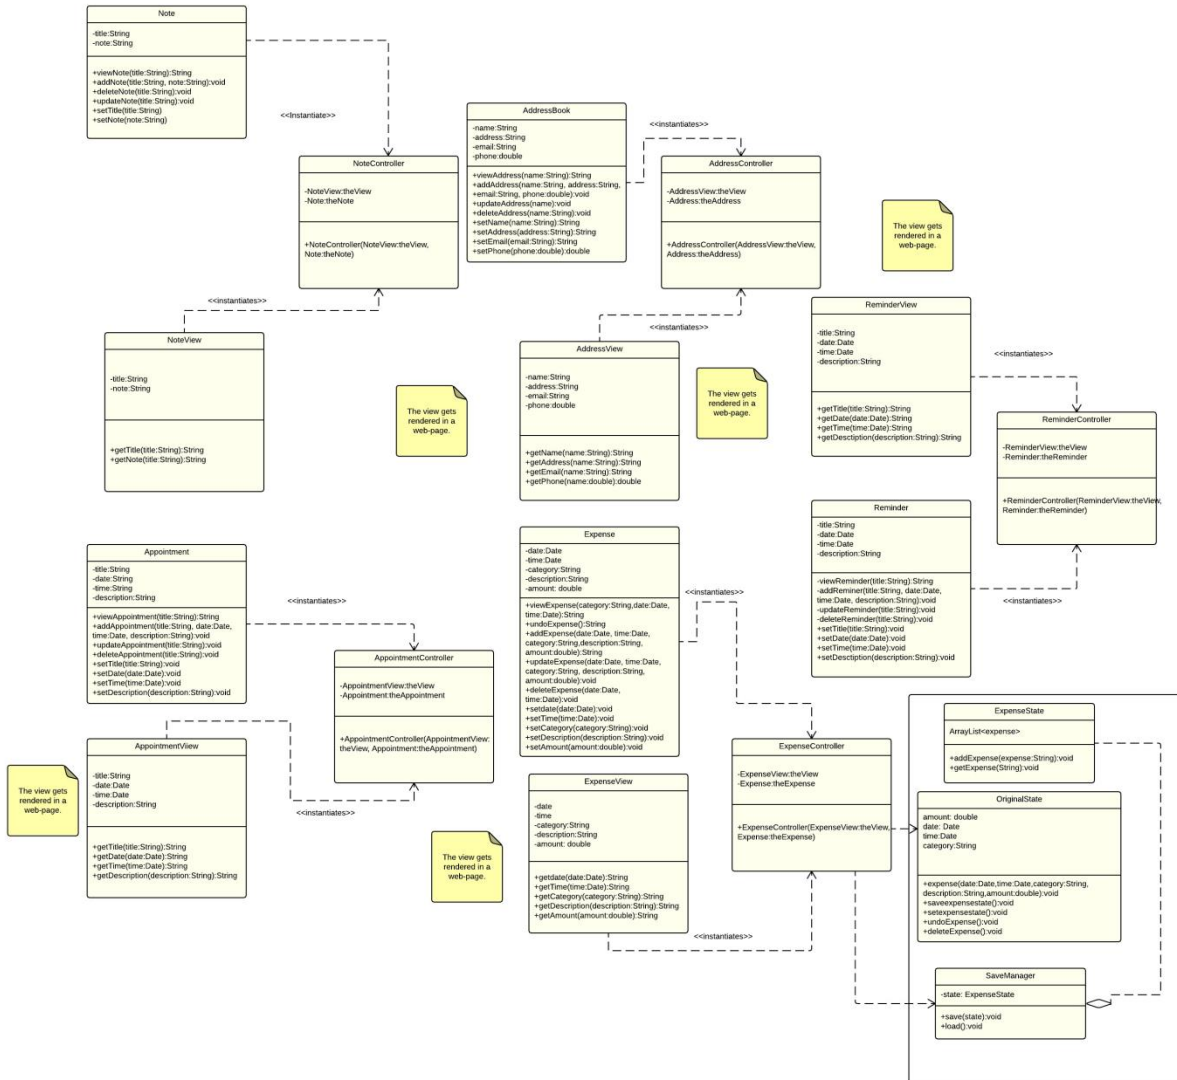 Note
-title:String
-note:String
+viewNote(title:String):String
+addNote(title:String, note:String):void
+deleteNote(title:String):void
+updateNote(title:String):void
+setTitle(title:String)
+setNote(note:String)
<<Instantiate>>
NoteController
-NoteView:theView
-Note:theNote
+NoteController(NoteView:theView,
Note:theNote)
<<instantiates>>
NoteView
-title:String
-note:String
+getTitle(title:String):String
+getNote(title:String):String
The view gets
rendered in a
web-page.
AddressBook
-name:String
-address:String
-email:String
-phone:double
+viewAddress(name:String):String
+addAddress(name:String, address:String,
+email:String, phone:double):void
+updateAddress(name):void
+deleteAddress(name:String):void
+setName(name:String):String
+setAddress(address:String):String
+setEmail(email:String):String
+setPhone(phone:double):double
<<instantiates>>
AddressController
-AddressView:theView
-Address:theAddress
+AddressController(AddressView:theView,
Address:theAddress)
<<instantiates>>
AddressView
-name:String
-address:String
-email:String
-phone:double
+getName(name:String):String
+getAddress(name:String):String
+getEmail(name:String):String
+getPhone(name:double):double
The view gets
rendered in a
web-page.
The view gets
rendered in a
web-page.
ReminderView
-title:String
-date:Date
-time:Date
-description:String
+getTitle(title:String):String
+getDate(date:Date):String
+getTime(time:Date):String
+getDesctiption(description:String):String
<<instantiates>>
ReminderController
-ReminderView:theView
-Reminder:theReminder
+ReminderController(ReminderView:theView,
Reminder:theReminder)
Reminder
-title:String
-date:Date
-time:Date
-description:String
-viewReminder(title:String):String
-addReminer(title:String, date:Date,
time:Date, description:String):void
-updateReminder(title:String):void
-deleteReminder(title:String):void
+setTitle(title:String):void
+setDate(date:Date):void
+setTime(time:Date):void
+setDesctiption(description:String):void
<<instantiates>>
Appointment
-title:String
-date:String
-time:String
-description:String
+viewAppointment(title:String):String
+addAppointment(title:String, date:Date,
time:Date, description:String):void
+updateAppointment(title:String):void
+deleteAppointment(title:String):void
+setTitle(title:String):void
+setDate(date:Date):void
+setTime(time:Date):void
+setDescription(description:String):void
<<instantiates>>
AppointmentController
-AppointmentView:theView
-Appointment:theAppointment
+AppointmentController(AppointmentView:
theView, Appointment:theAppointment)
AppointmentView
-title:String
-date:Date
-time:Date
-description:String
+getTitle(title:String):String
+getDate(date:Date):String
+getTime(time:Date):String
+getDescription(description:String):String
<<instantiates>>
The view gets
rendered in a
web-page.
The view gets
rendered in a
web-page.
Expense
-date:Date
-time:Date
-category:String
-description:String
-amount: double
+viewExpense(category:String,date:Date,
time:Date):String
+undoExpense():String
+addExpense(date:Date, time:Date,
category:String,description:String,
amount:double):String
+updateExpense(date:Date, time:Date,
category:String, description:String,
amount:double):void
+deleteExpense(date:Date,
time:Date):void
+setdate(date:Date):void
+setTime(time:Date):void
+setCategory(category:String):void
+setDescription(description:String):void
+setAmount(amount:double):void
<<instantiates>>
ExpenseController
-ExpenseView:theView
-Expense:theExpense
+ExpenseController(ExpenseView:theView,
Expense:theExpense)
ExpenseView
-date
-time
-category:String
-description:String
-amount: double
+getdate(date:Date):String
+getTime(time:Date):String
+getCategory(category:String):String
+getDescription(description:String):String
+getAmount(amount:double):String
<<instantiates>>
ExpenseState
ArrayList<expense>
+addExpense(expense:String):void
+getExpense(String):void
OriginalState
amount: double
date: Date
time:Date
category:String
+expense(date:Date,time:Date,category:String,
description:String,amount:double):void
+saveexpensestate():void
+setexpensestate():void
+undoExpense():void
+deleteExpense():void
SaveManager
-state: ExpenseState
+save(state):void
+load():void